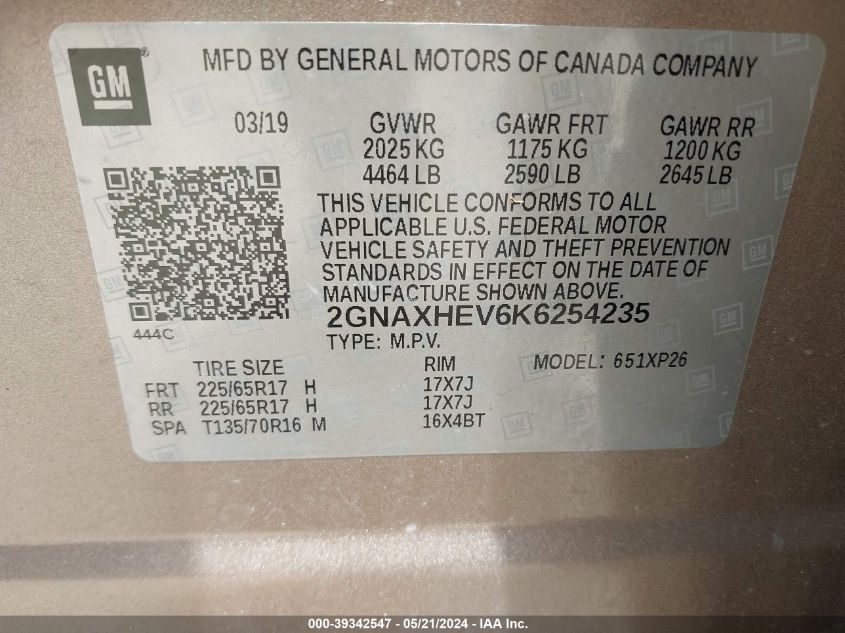 GM
MFD BY GENERAL MOTORS OF CANADA COMPANY
03/19 GVWR GAWR FRT GAWR RR
2025 KG 1175 KG 1200 KG
4464 LB 2590 LB 2645 LB
THIS VEHICLE CONFORMS TO ALL
APPLICABLE U.S. FEDERAL MOTOR
VEHICLE SAFETY AND THEFT PREVENTION
STANDARDS IN EFFECT ON THE DATE OF
MANUFACTURE SHOWN ABOVE.
2GNAXHEV6K6254235
444C
TYPE: M.P.V.
TIRE SIZE RIM MODEL: 651XP26
FRT 225/65R17 H 17X7J
RR 225/65R17 H 17X7J
SPA T135/70R16 M 16X4BT
000-39342547 - 05/21/2024 - IAA, Inc.